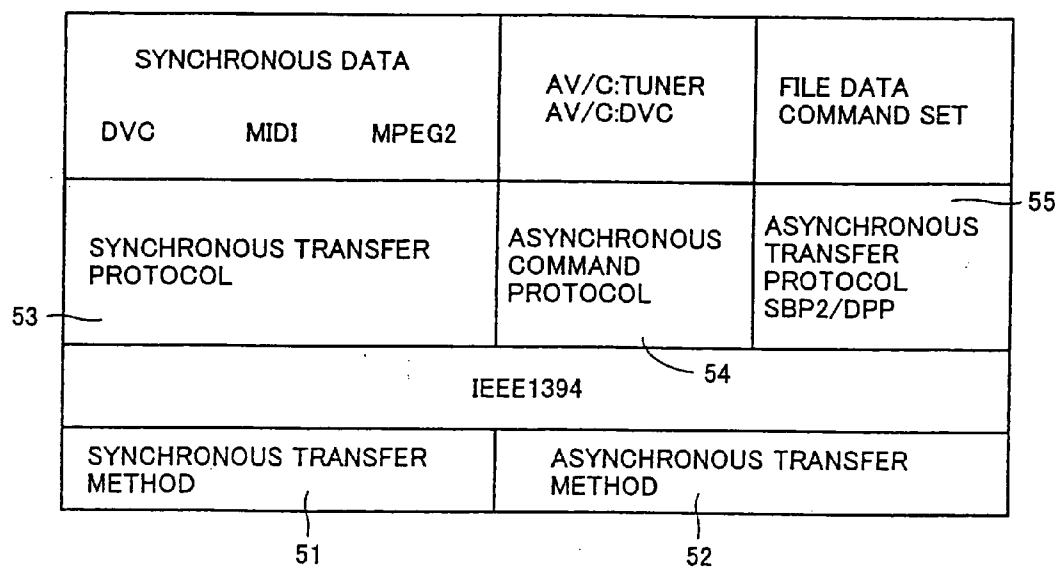 SYNCHRONOUS DATA
DVC MIDI MPEG2
AV/C:TUNER
AV/C:DVC
FILE DATA
COMMAND SET
SYNCHRONOUS TRANSFER
PROTOCOL
53
ASYNCHRONOUS
COMMAND
PROTOCOL
54
ASYNCHRONOUS
TRANSFER
PROTOCOL
SBP2/DPP
55
IEEE1394
SYNCHRONOUS TRANSFER
METHOD
51
ASYNCHRONOUS TRANSFER
METHOD
52